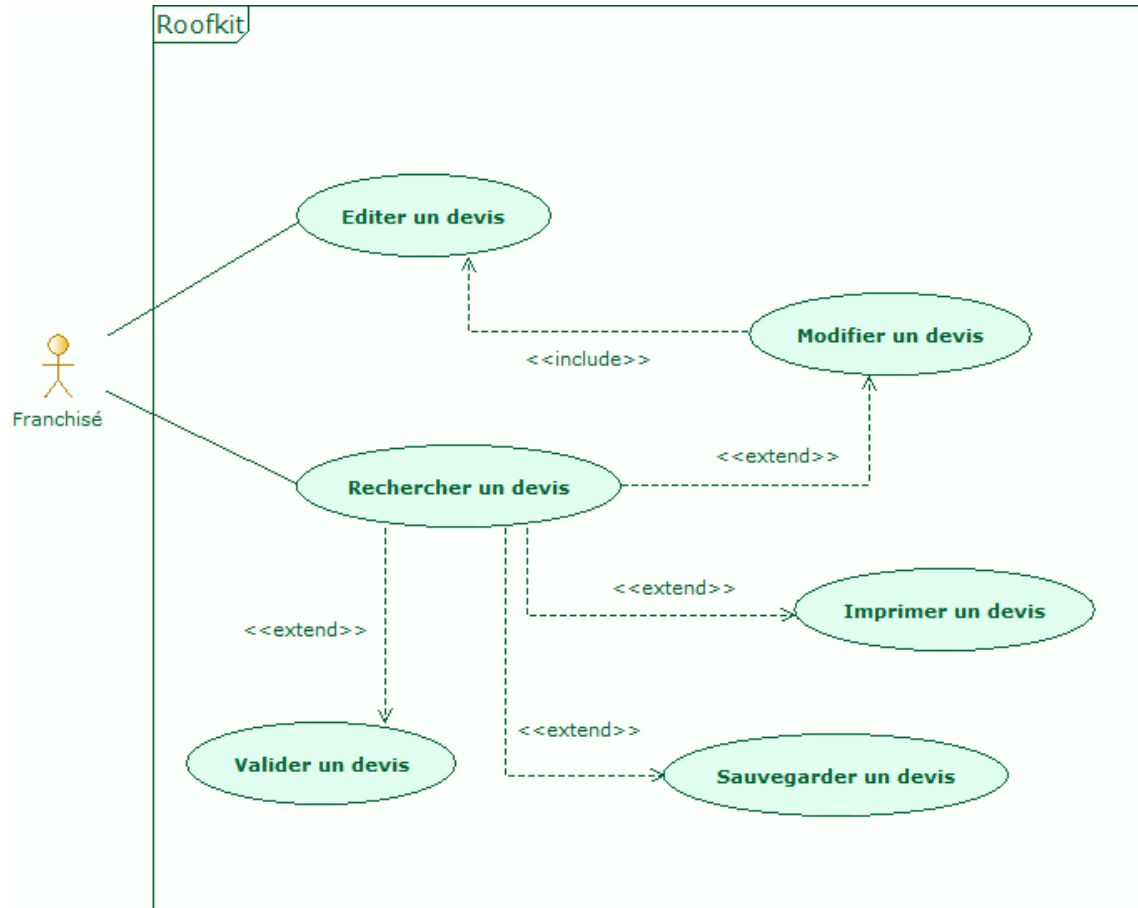 Roofkit
Editer un devis
Modifier un devis
<<include>>
Franchisé
<<extend>>
Rechercher un devis
<<extend>>
Imprimer un devis
<<extend>>
<<extend>>
Valider un devis
Sauvegarder un devis